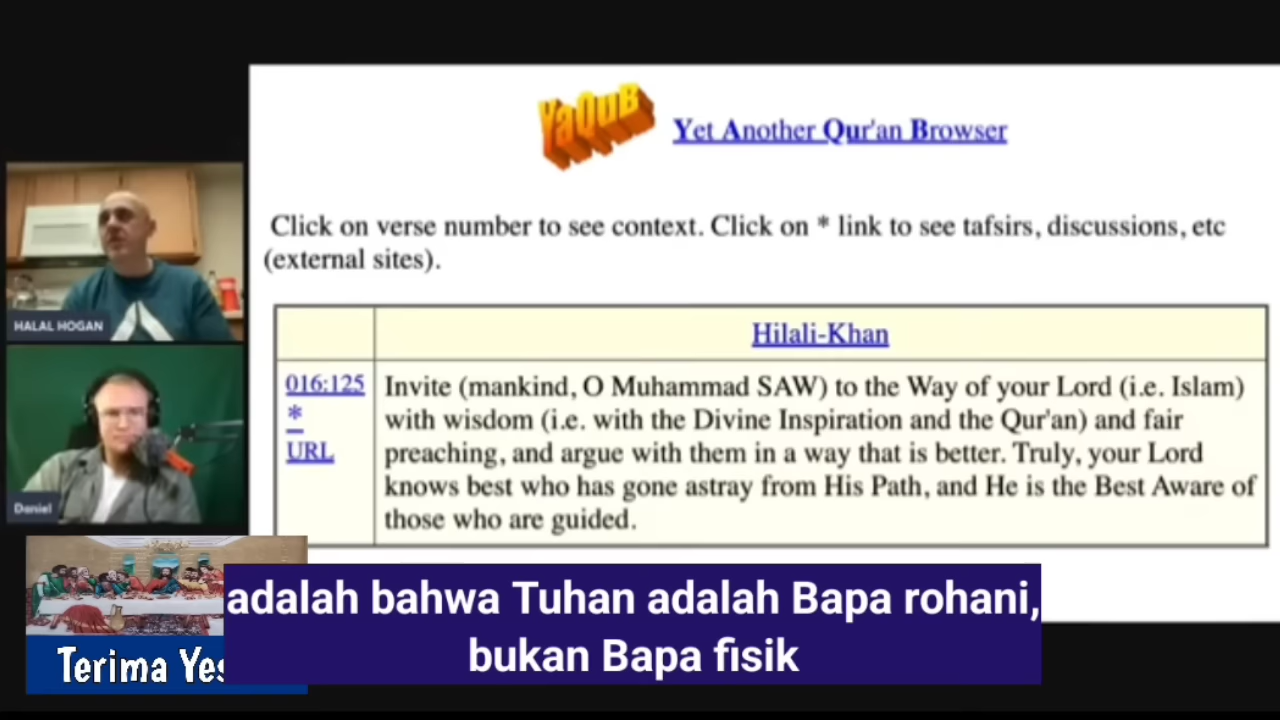 YaQuB
Yet Another Qur'an Browser
Click on verse number to see context. Click on * link to see tafsirs, discussions, etc
(external sites).
Hilali-Khan
016:125
*
URL
Invite (mankind, O Muhammad SAW) to the Way of your Lord (i.e. Islam)
with wisdom (i.e. with the Divine Inspiration and the Qur'an) and fair
preaching, and argue with them in a way that is better. Truly, your Lord
knows best who has gone astray from His Path, and He is the Best Aware of
those who are guided.
HALAL HOGAN
Daniel
Terima Yes
adalah bahwa Tuhan adalah Bapa rohani,
bukan Bapa fisik